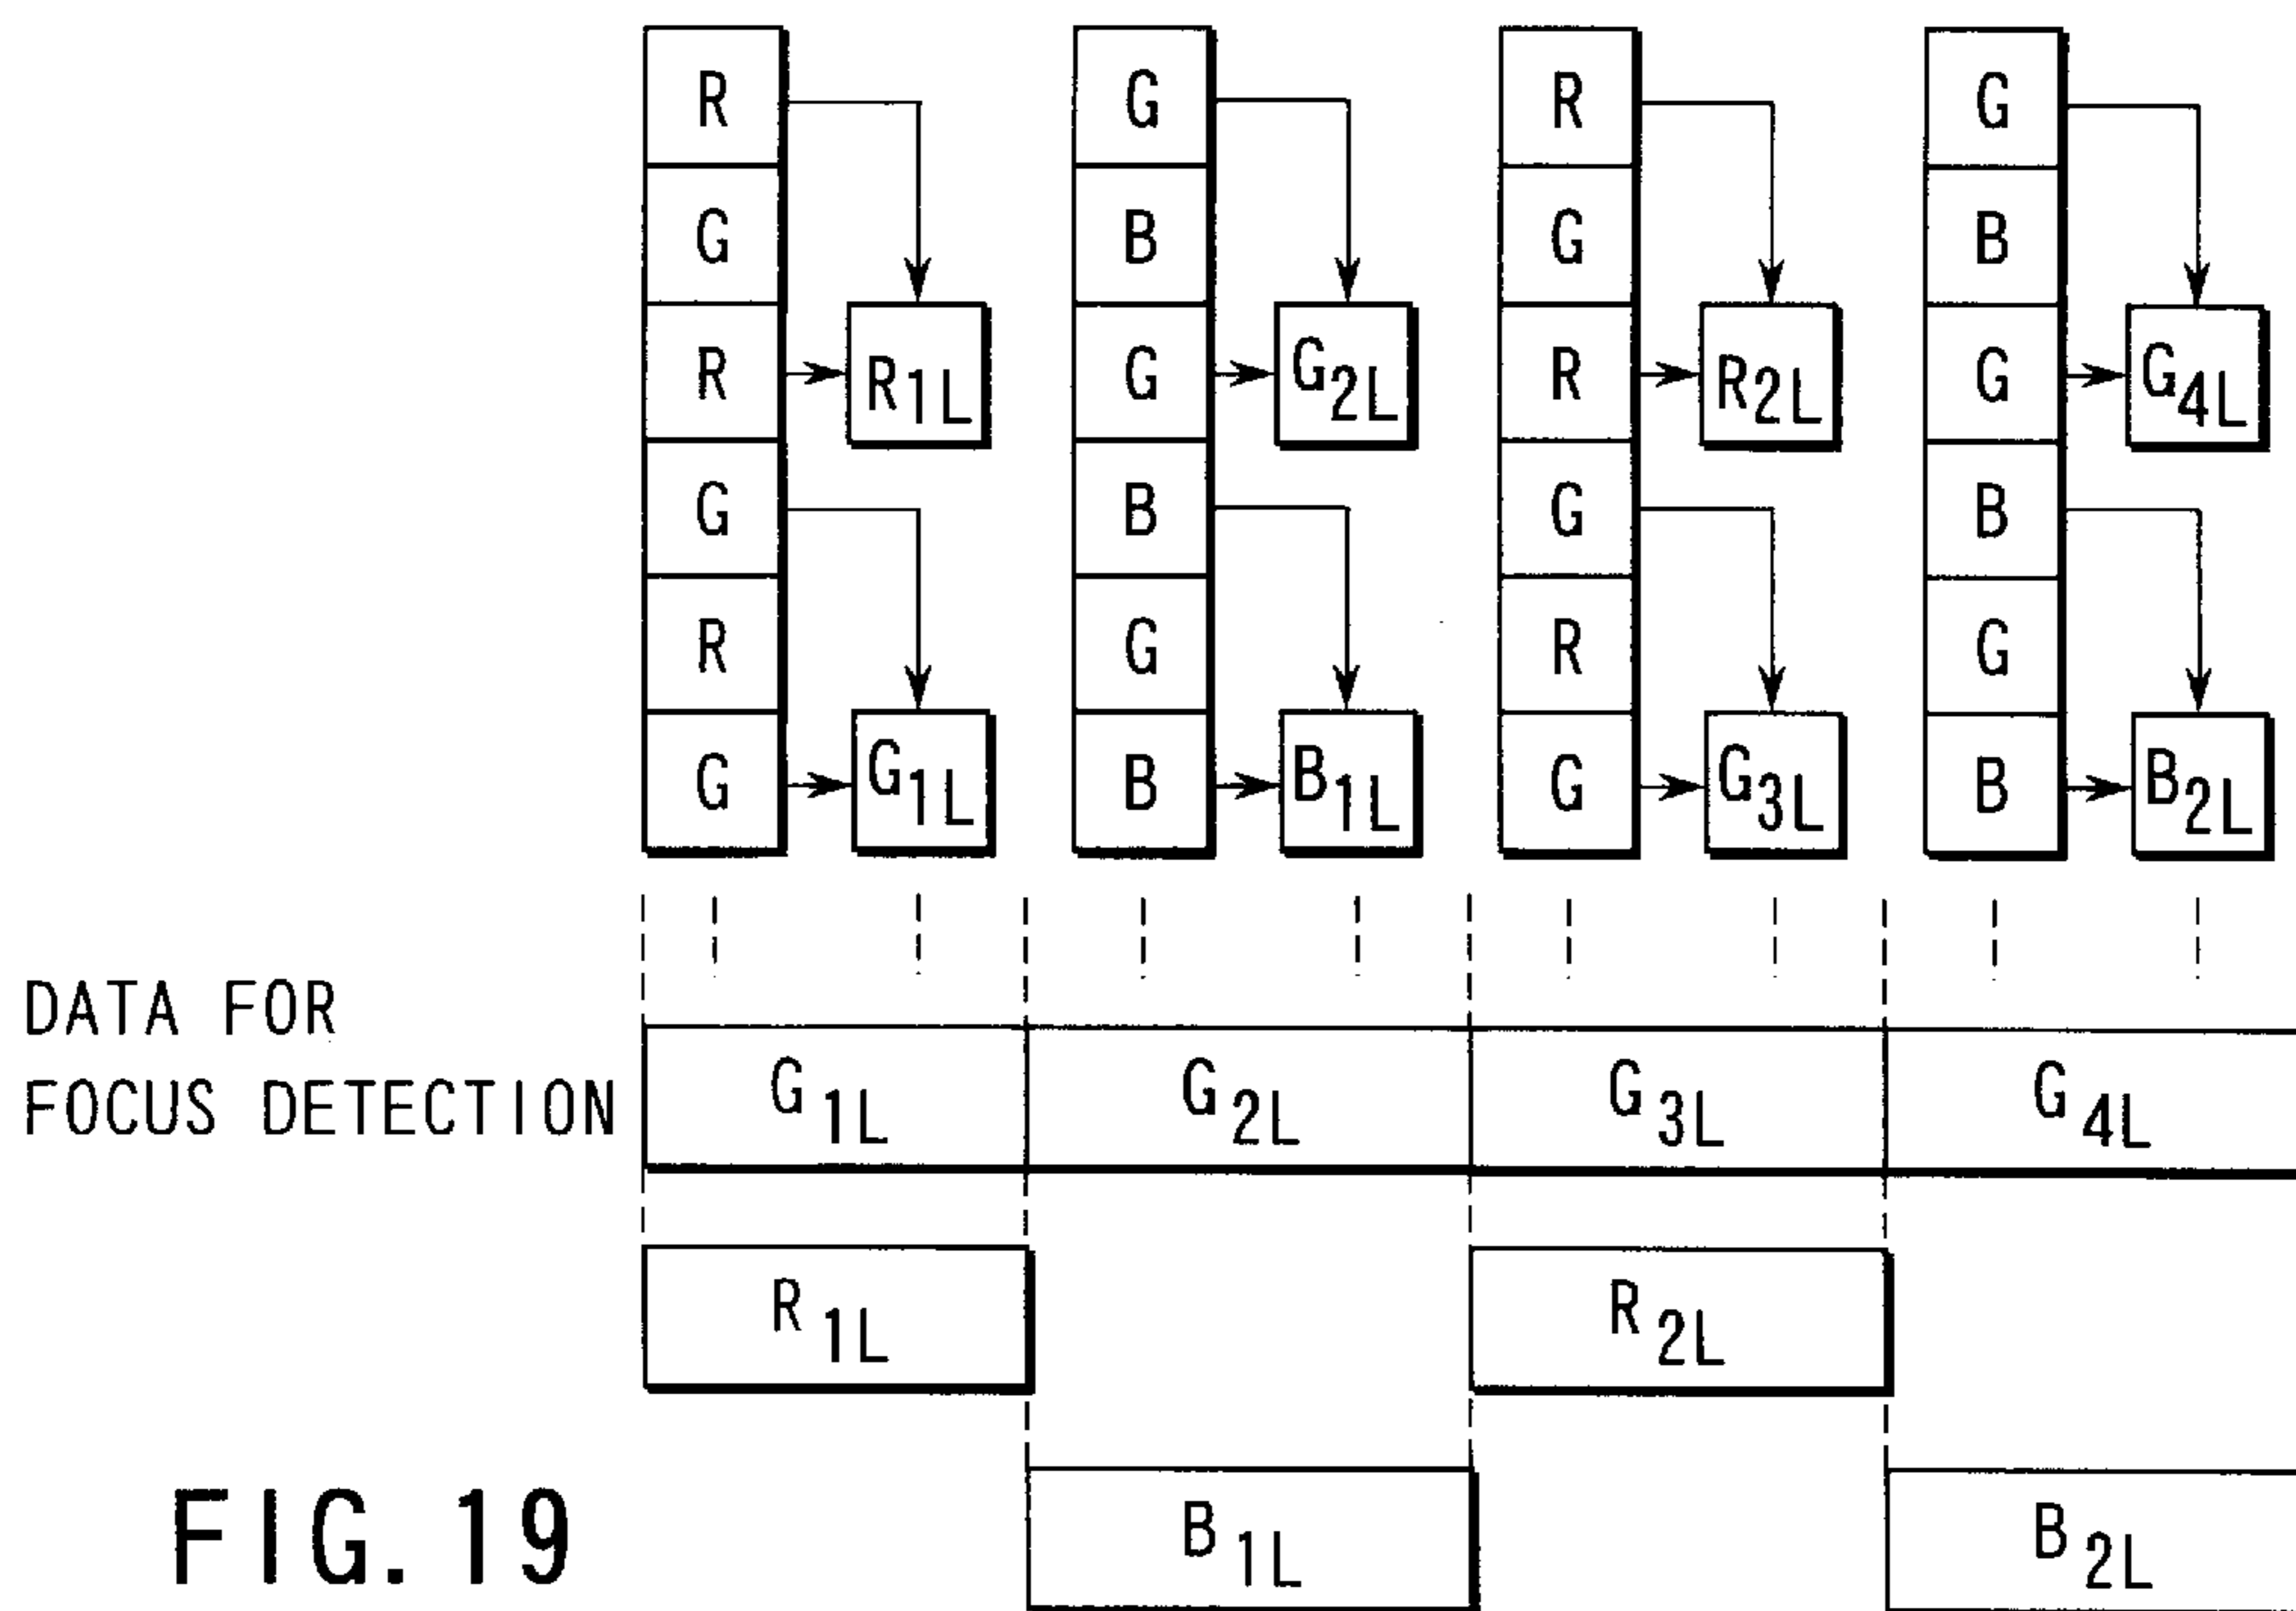 R G R G
G B G B
R R1L G G2L R R2L G G4L
G B G B
R G R G
G G1L B B1L G G3L B B2L
DATA FOR
FOCUS DETECTION G1L G2L G3L G4L
R1L R2L
B1L B2L
FIG. 19